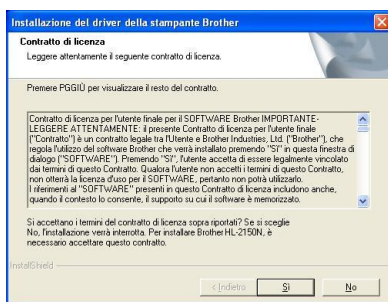 Installazione del driver della stampante Brother
Contratto di licenza
Leggere attentamente il seguente contratto di licenza.
Premere PGGIÙ per visualizzare il resto del contratto.
Contratto di licenza per l'utente finale per il SOFTWARE Brother IMPORTANTE-
LEGGERE ATTENTAMENTE: il presente Contratto di licenza per l'utente finale
("Contratto") è un contratto legale tra l'Utente e Brother Industries, Ltd. ("Brother"), che
regola l'utilizzo del software Brother che verrà installato premendo "Sì" in questa finestra di
dialogo ("SOFTWARE"). Premendo "Sì", l'utente accetta di essere legalmente vincolato
dai termini di questo Contratto. Qualora l'utente non accetti i termini di questo Contratto,
non otterrà la licenza d'uso per il SOFTWARE, pertanto non potrà utilizzarlo.
I riferimenti al "SOFTWARE" presenti in questo Contratto di licenza includono anche,
quando il contesto lo consente, il supporto su cui il software è memorizzato.
Si accettano i termini del contratto di licenza sopra riportati? Se si sceglie
No, l'installazione verrà interrotta. Per installare Brother HL-2150N, è
necessario accettare questo contratto.
InstallShield
< Indietro
Sì
No